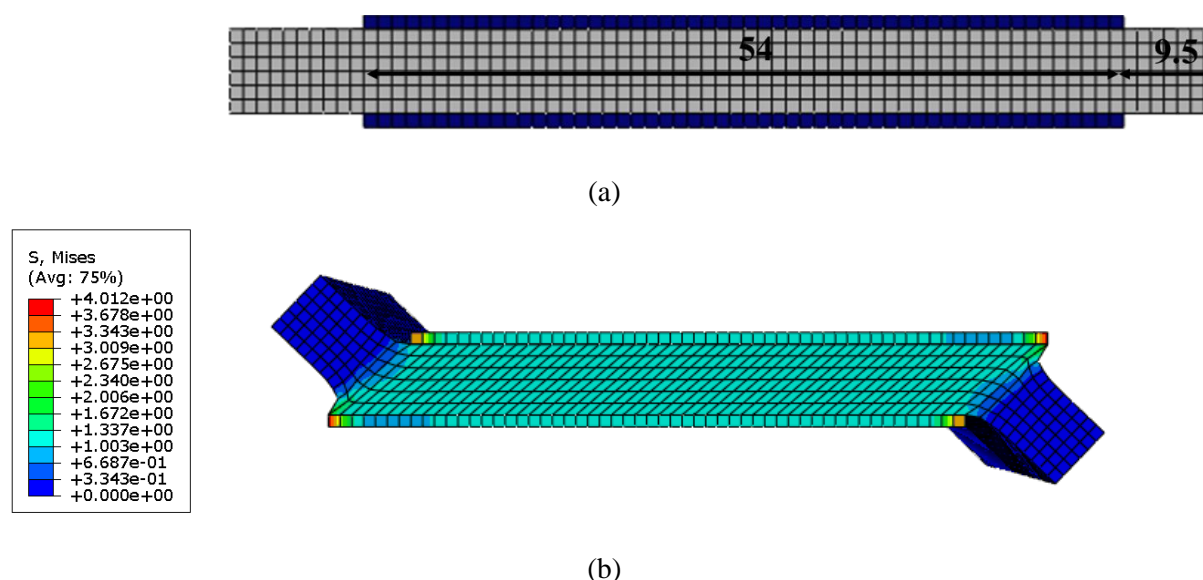 54
9.5
(a)
S, Mises
(Avg: 75%)
+4.012e+00
+3.678e+00
+3.343e+00
+3.009e+00
+2.675e+00
+2.340e+00
+2.006e+00
+1.672e+00
+1.337e+00
+1.003e+00
+6.687e-01
+3.343e-01
+0.000e+00
(b)